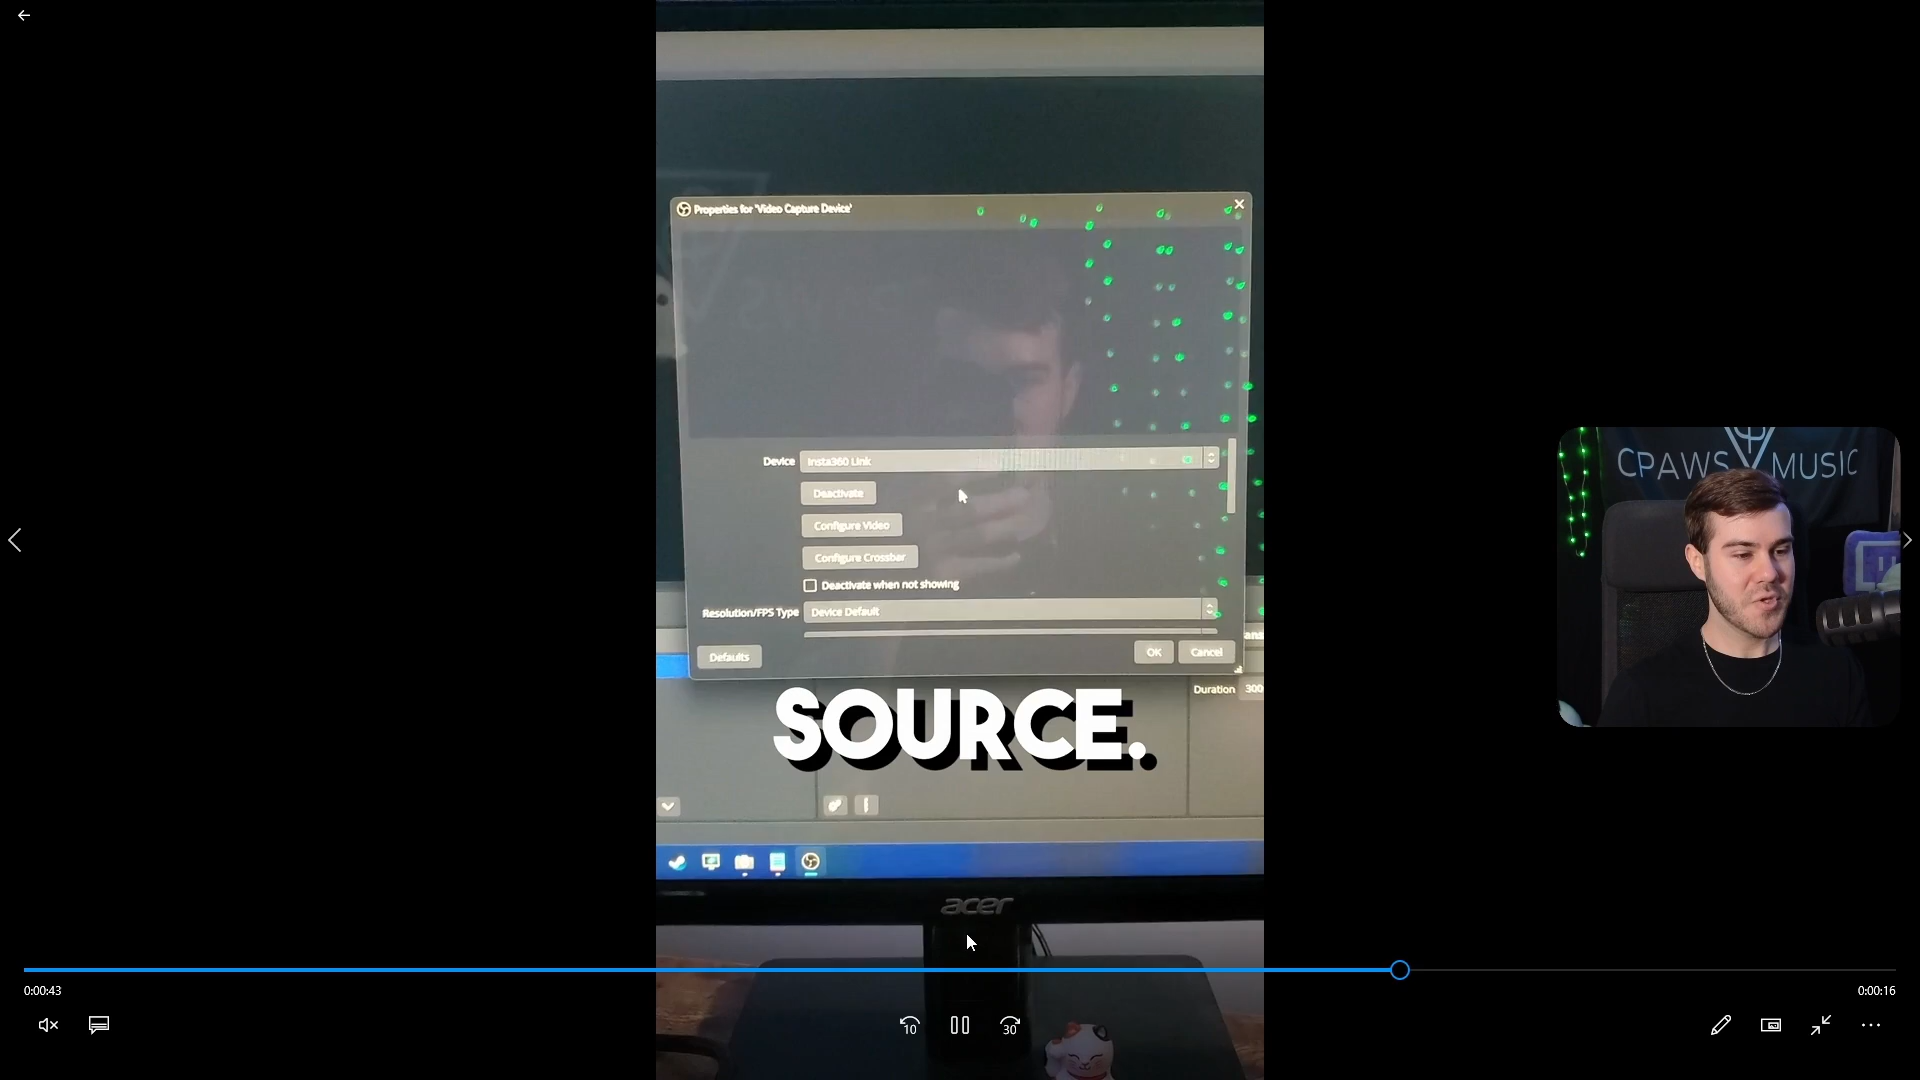 Properties for 'Video Capture Device'
Device Insta360 Link
Deactivate
Configure Video
Configure Crossbar
Deactivate when not showing
Resolution/FPS Type Device Default
Defaults OK Cancel
Duration 300
SOURCE.
acer
CPAWS MUSIC
0:00:43 0:00:16
10 30